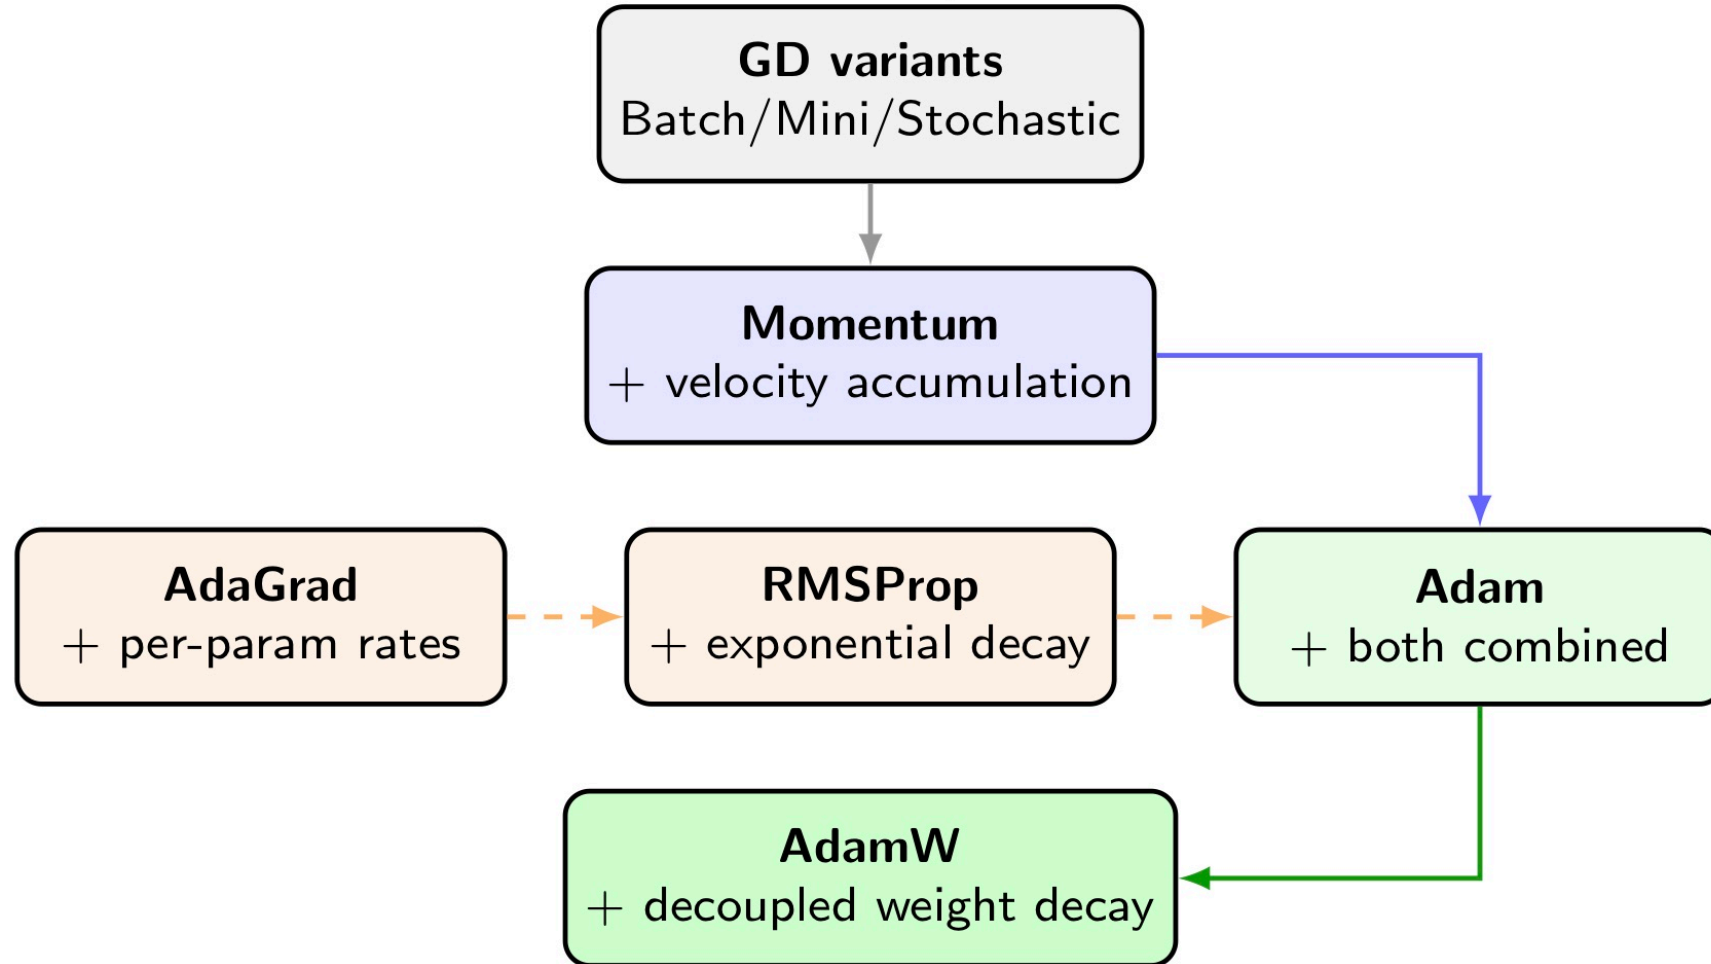 GD variants
Batch/Mini/Stochastic
Momentum
+ velocity accumulation
AdaGrad
+ per-param rates
RMSProp
+ exponential decay
Adam
+ both combined
AdamW
+ decoupled weight decay